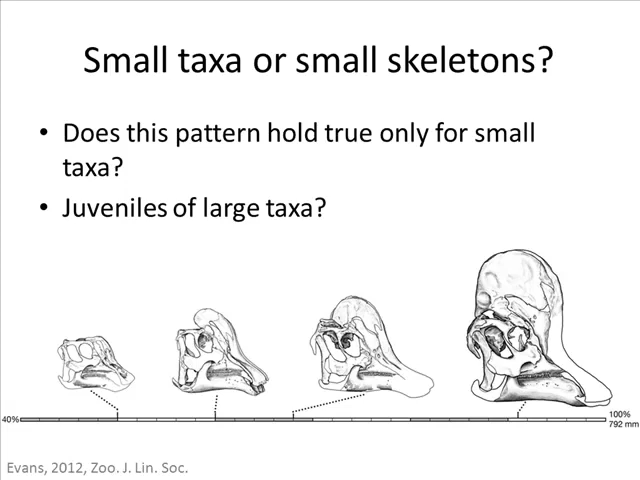 Small taxa or small skeletons?
• Does this pattern hold true only for small
taxa?
• Juveniles of large taxa?
40%
100%
792 mm
Evans, 2012, Zoo. J. Lin. Soc.